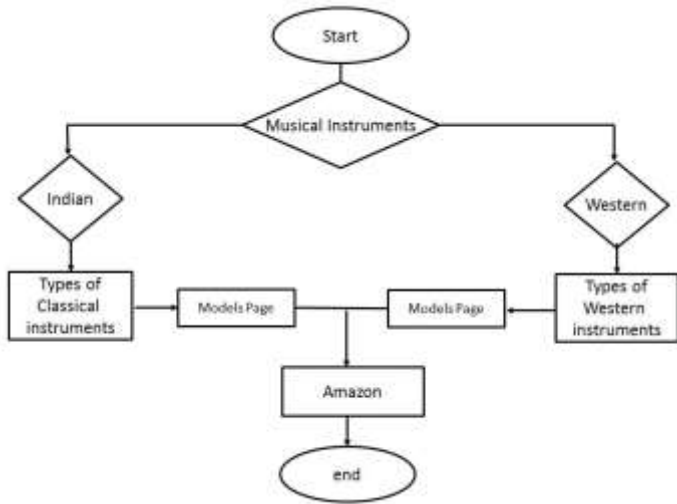 Start
Musical Instruments
Indian
Western
Types of
Classical
instruments
Models Page
Models Page
Types of
Western
instruments
Amazon
end